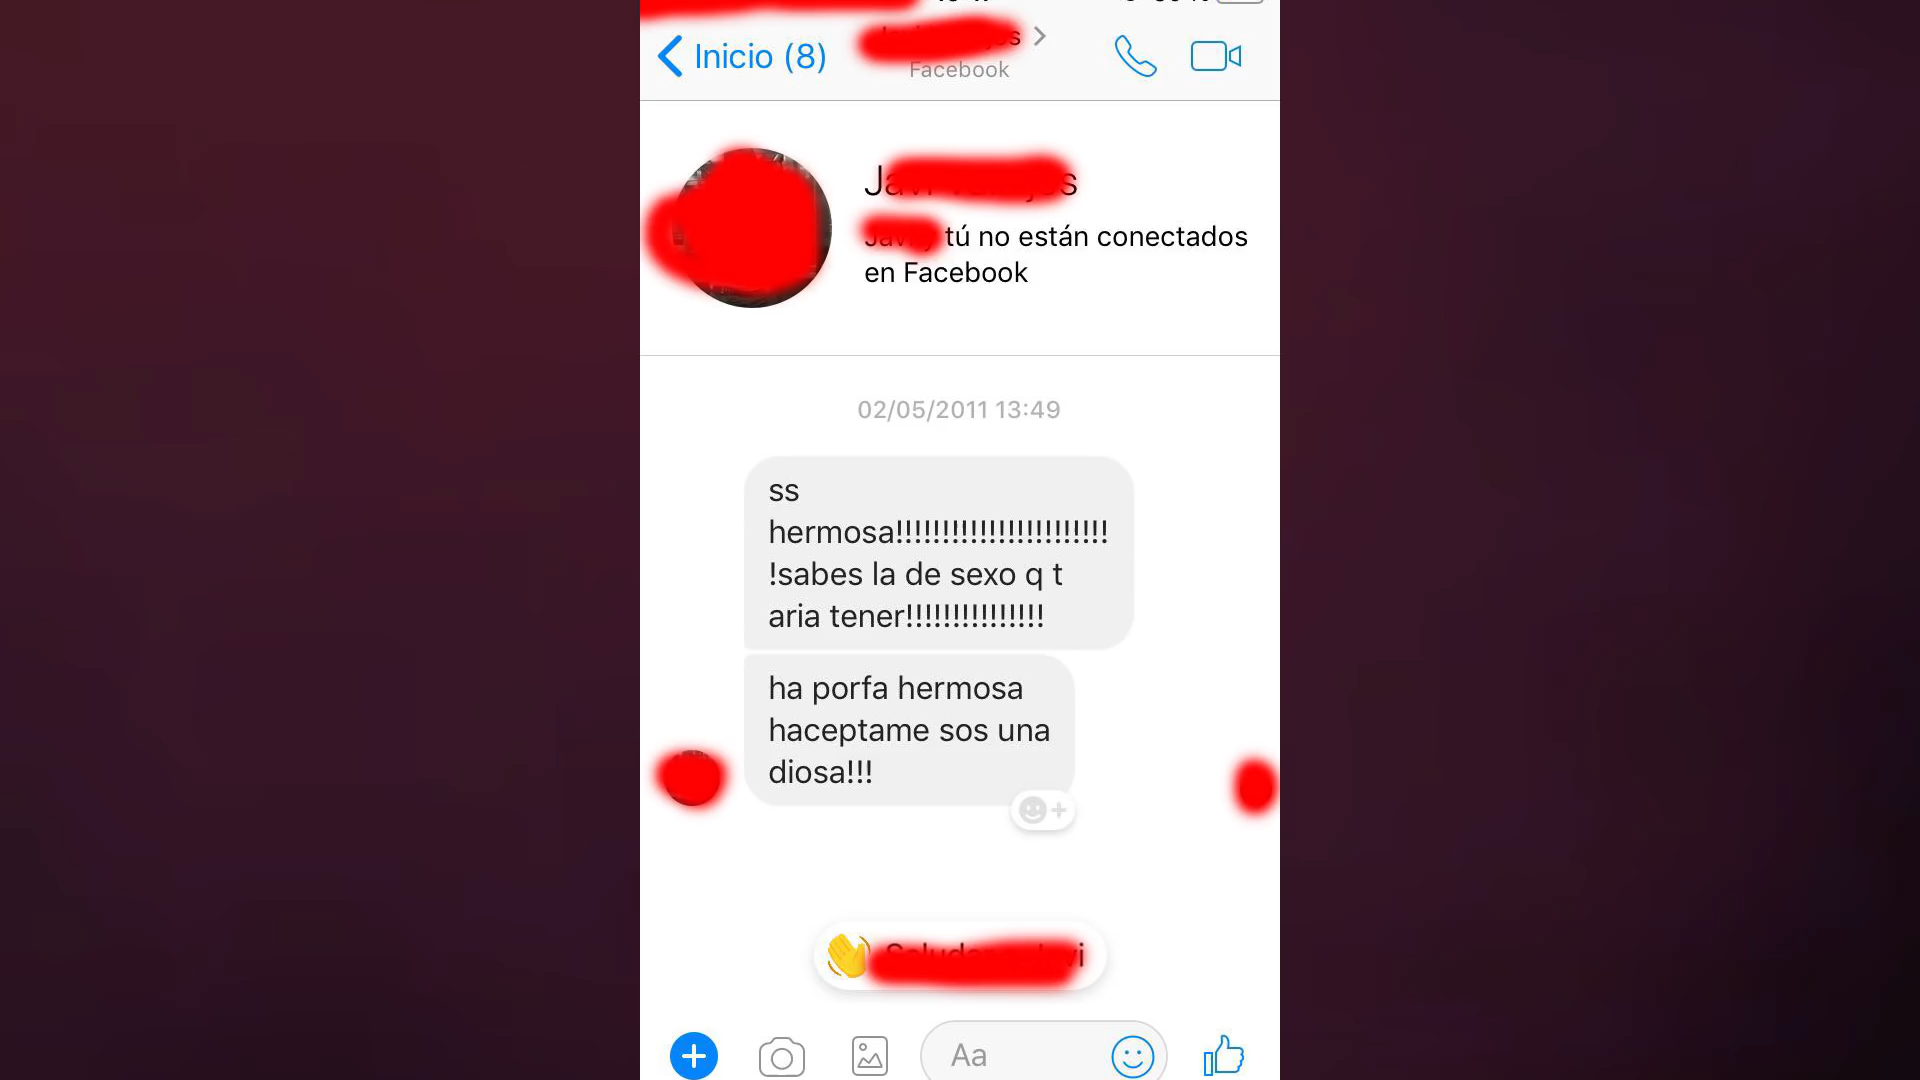 Inicio (8)
Facebook
tú no están conectados
en Facebook
02/05/2011 13:49
ss
hermosa!!!!!!!!!!!!!!!!!!!!!!!
!sabes la de sexo q t
aria tener!!!!!!!!!!!!!!!
ha porfa hermosa
haceptame sos una
diosa!!!
Aa